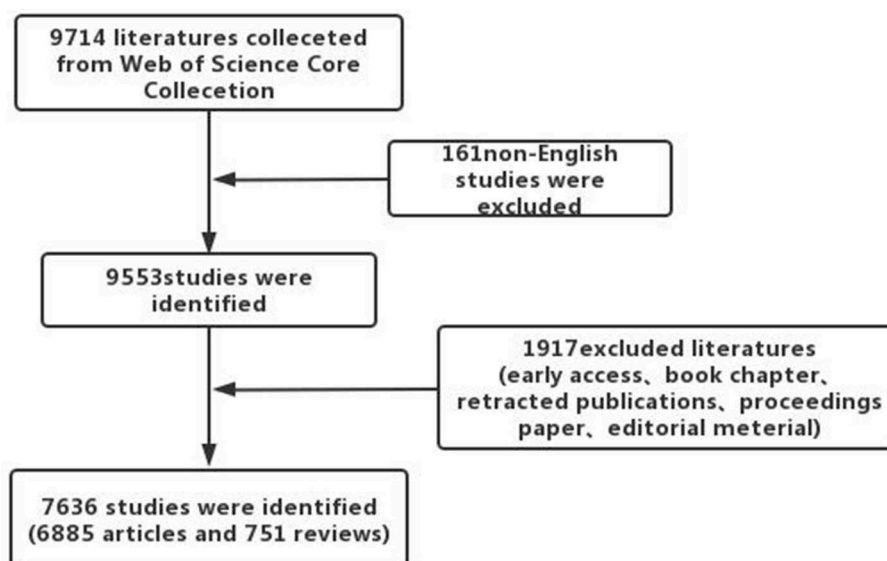 9714 literatures colleceted
from Web of Science Core
Collecetion
161non-English
studies were
excluded
9553studies were
identified
1917excluded literatures
(early access、book chapter、
retracted publications、proceedings
paper、editorial meterial)
7636 studies were identified
(6885 articles and 751 reviews)